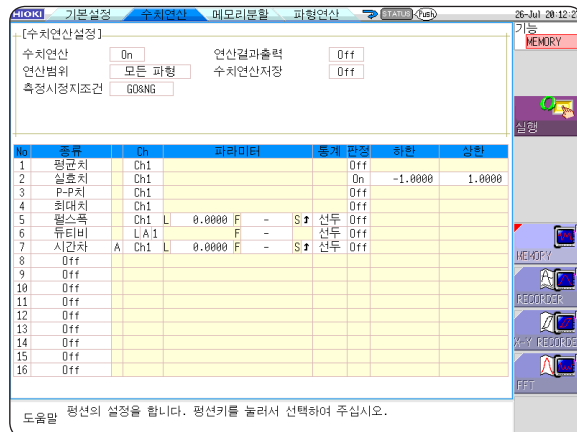 HIOKI 기본설정 수치연산 메모리분할 파형연산 STATUS Push 26-Jul 20:12:2
[수치연산설정] 기능
MEMORY
수치연산 On 연산결과출력 Off
연산범위 모든 파형 수치연산저장 Off
측정시정지조건 GO&NG
실행
No 종류 Ch 파라미터 통계 판정 하한 상한
1 평균치 Ch1 Off
2 실효치 Ch1 On -1.0000 1.0000
3 P-P치 Ch1 Off
4 최대치 Ch1 Off
5 펄스폭 Ch1 L 0.0000 F - S 선두 Off
6 듀티비 L A 1 F - 선두 Off
7 시간차 A Ch1 L 0.0000 F - S 선두 Off
8 Off
9 Off
10 Off
11 Off
12 Off
13 Off
14 Off
15 Off
16 Off
MEMORY
RECORDER
X-Y RECORDE
FFT
도움말 펑션의 설정을 합니다. 펑션키를 눌러서 선택하여 주십시오.